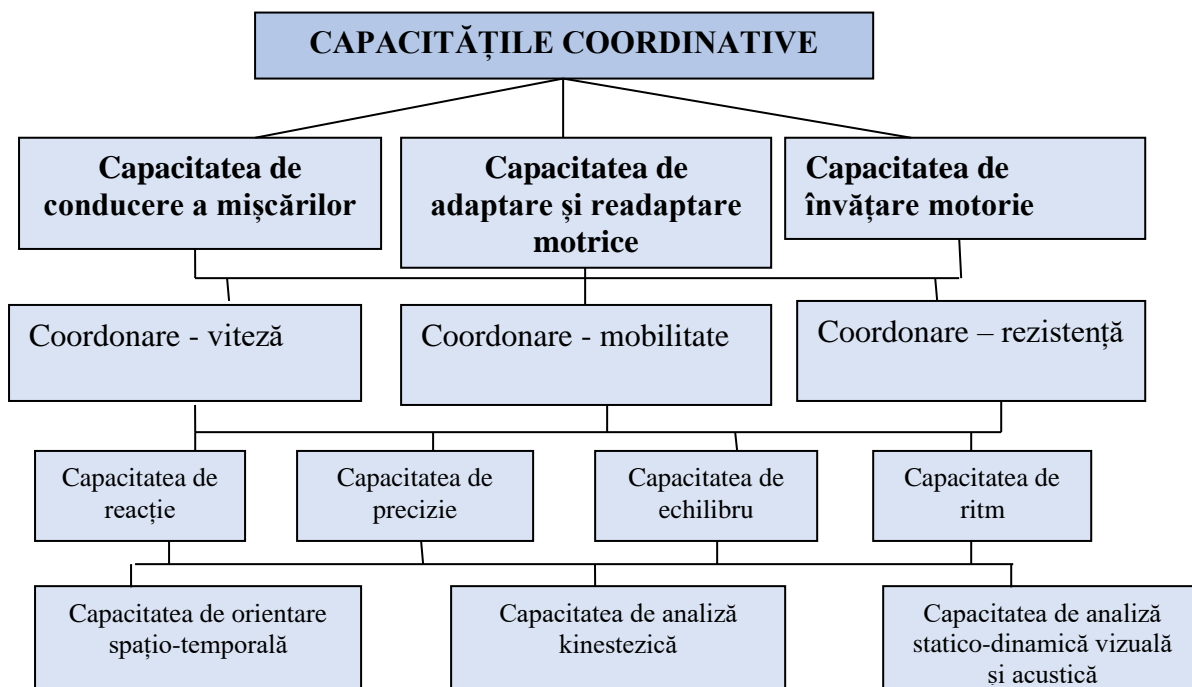 CAPACITĂȚILE COORDINATIVE
Capacitatea de
conducere a mișcărilor
Capacitatea de
adaptare și readaptare
motrice
Capacitatea de
învățare motorie
Coordonare - viteză
Coordonare - mobilitate
Coordonare – rezistență
Capacitatea de
reacție
Capacitatea de
precizie
Capacitatea de
echilibru
Capacitatea de
ritm
Capacitatea de orientare
spațio-temporală
Capacitatea de analiză
kinestezică
Capacitatea de analiză
statico-dinamică vizuală
și acustică